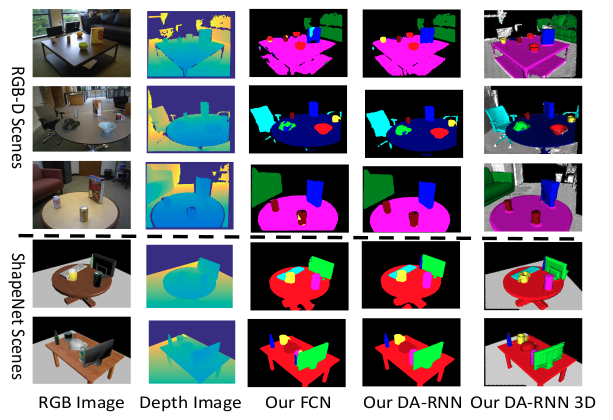 RGB-D Scenes
ShapeNet Scenes
RGB Image Depth Image Our FCN Our DA-RNN Our DA-RNN 3D